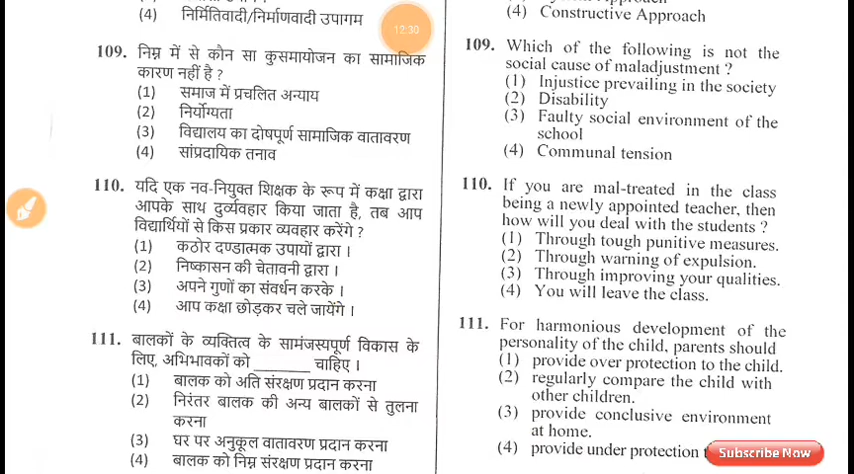 (4) निर्मितिवादी/निर्माणवादी उपागम
109. निम्न में से कौन सा कुसमायोजन का सामाजिक
कारण नहीं है ?
(1) समाज में प्रचलित अन्याय
(2) निर्योग्यता
(3) विद्यालय का दोषपूर्ण सामाजिक वातावरण
(4) सांप्रदायिक तनाव
110. यदि एक नव-नियुक्त शिक्षक के रूप में कक्षा द्वारा
आपके साथ दुर्व्यवहार किया जाता है, तब आप
विद्यार्थियों से किस प्रकार व्यवहार करेंगे ?
(1) कठोर दण्डात्मक उपायों द्वारा ।
(2) निष्कासन की चेतावनी द्वारा ।
(3) अपने गुणों का संवर्धन करके ।
(4) आप कक्षा छोड़कर चले जायेंगे ।
111. बालकों के व्यक्तित्व के सामंजस्यपूर्ण विकास के
लिए, अभिभावकों को ________ चाहिए ।
(1) बालक को अति संरक्षण प्रदान करना
(2) निरंतर बालक की अन्य बालकों से तुलना
करना
(3) घर पर अनुकूल वातावरण प्रदान करना
(4) बालक को निम्न संरक्षण प्रदान करना
12:30
(4) Constructive Approach
109. Which of the following is not the
social cause of maladjustment ?
(1) Injustice prevailing in the society
(2) Disability
(3) Faulty social environment of the
school
(4) Communal tension
110. If you are mal-treated in the class
being a newly appointed teacher, then
how will you deal with the students ?
(1) Through tough punitive measures.
(2) Through warning of expulsion.
(3) Through improving your qualities.
(4) You will leave the class.
111. For harmonious development of the
personality of the child, parents should
(1) provide over protection to the child.
(2) regularly compare the child with
other children.
(3) provide conclusive environment
at home.
(4) provide under protection
Subscribe Now